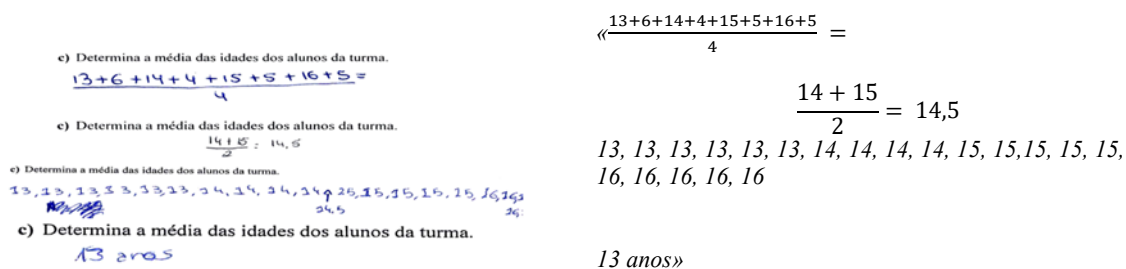 c) Determina a média das idades dos alunos da turma.
13+6+14+4+15+5+16+5=
4
c) Determina a média das idades dos alunos da turma.
14+15
2 : 14,5
c) Determina a média das idades dos alunos da turma.
13, 13, 13, 13, 13, 13, 14, 14, 14, 14, 15, 15, 15, 15, 15, 16, 16,
14,5
c) Determina a média das idades dos alunos da turma.
13 anos
«13+6+14+4+15+5+16+5
4 =
14 + 15
2 = 14,5
13, 13, 13, 13, 13, 13, 14, 14, 14, 14, 15, 15,15, 15, 15,
16, 16, 16, 16, 16
13 anos»